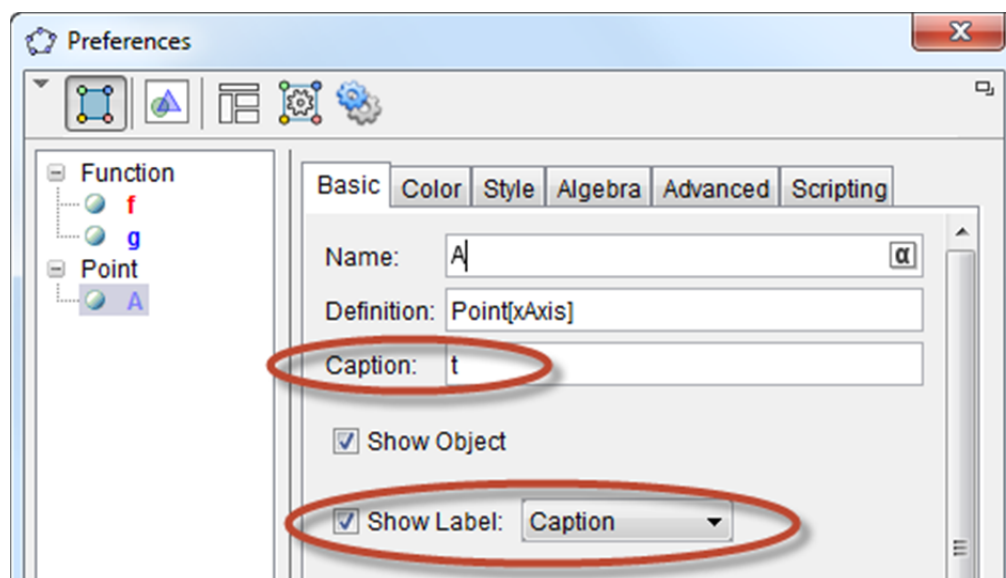 Preferences
Function
f
g
Point
A
Basic Color Style Algebra Advanced Scripting
Name: A α
Definition: Point[xAxis]
Caption: t
Show Object
Show Label: Caption